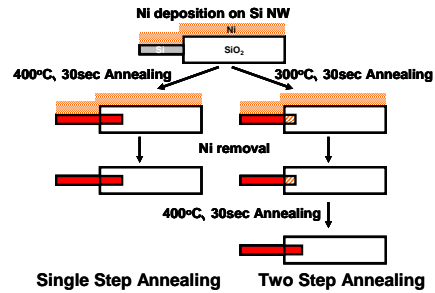 Ni deposition on Si NW
Ni
Si
SiO₂
400℃、30sec Annealing
300℃、30sec Annealing
Ni removal
400℃、30sec Annealing
Single Step Annealing
Two Step Annealing